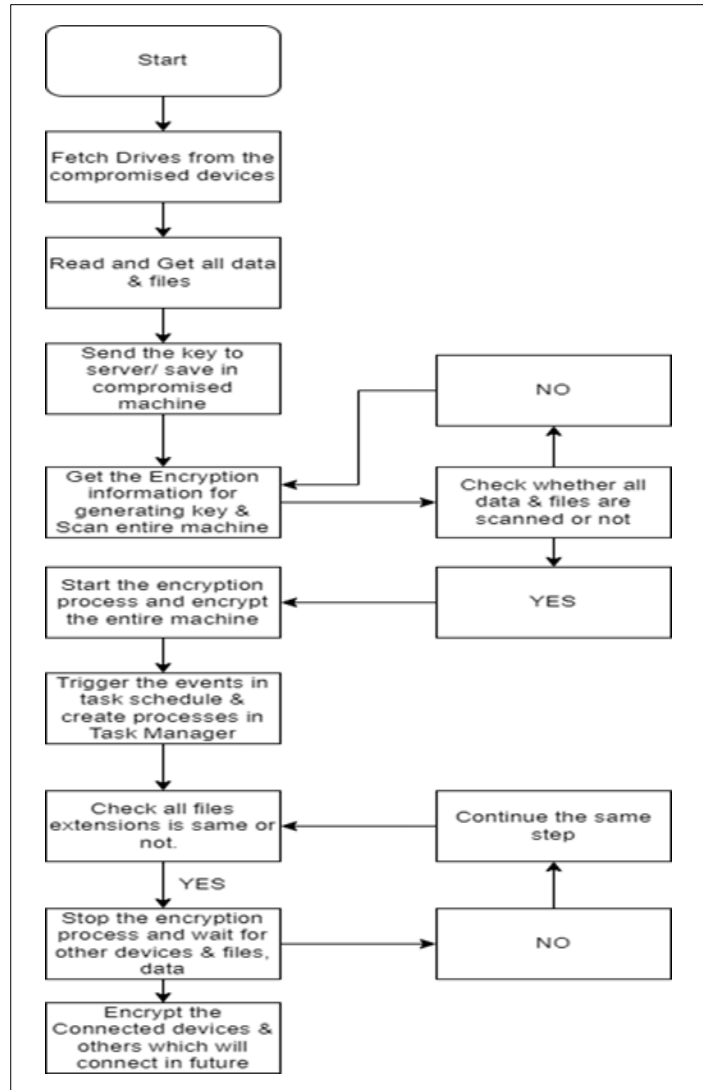 Start
Fetch Drives from the
compromised devices
Read and Get all data
& files
Send the key to
server/ save in
compromised
machine
NO
Get the Encryption
information for
generating key &
Scan entire machine
Check whether all
data & files are
scanned or not
Start the encryption
process and encrypt
the entire machine
YES
Trigger the events in
task schedule &
create processes in
Task Manager
Check all files
extensions is same or
not.
Continue the same
step
YES
Stop the encryption
process and wait for
other devices & files,
data
NO
Encrypt the
Connected devices &
others which will
connect in future